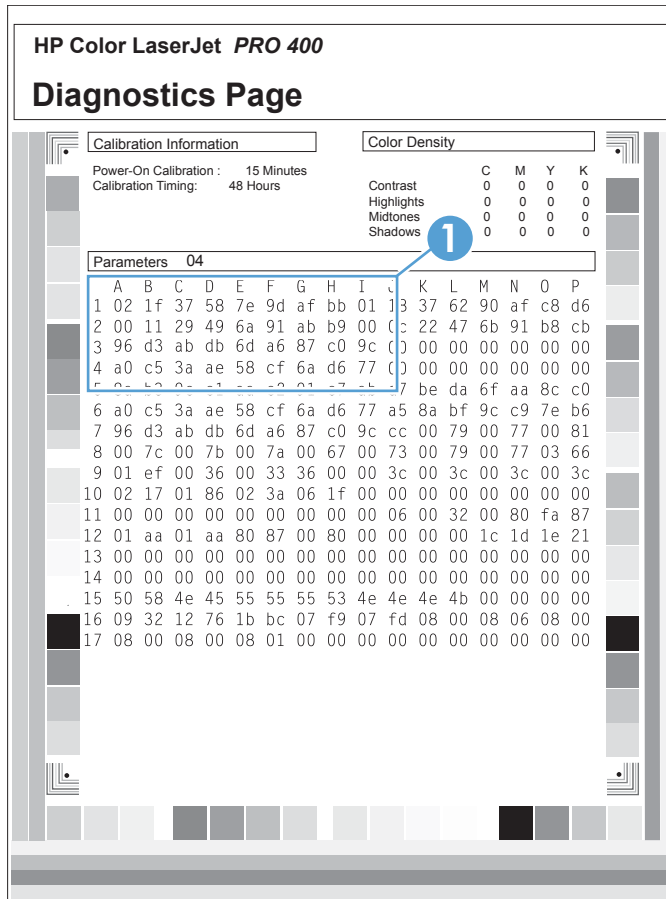 HP Color LaserJet PRO 400
Diagnostics Page
Calibration Information
Power-On Calibration : 15 Minutes
Calibration Timing: 48 Hours
Color Density
C M Y K
Contrast 0 0 0 0
Highlights 0 0 0 0
Midtones 0 0 0 0
Shadows 0 0 0 0
1
Parameters 04
A B C D E F G H I J K L M N O P
1 02 1f 37 58 7e 9d af bb 01 37 62 90 af c8 d6
2 00 11 29 49 6a 91 ab b9 00 0c 22 47 6b 91 b8 cb
3 96 d3 ab db 6d a6 87 c0 9c 00 00 00 00 00 00 00
4 a0 c5 3a ae 58 cf 6a d6 77 00 00 00 00 00 00 00
5 be da 6f aa 8c c0
6 a0 c5 3a ae 58 cf 6a d6 77 a5 8a bf 9c c9 7e b6
7 96 d3 ab db 6d a6 87 c0 9c cc 00 79 00 77 00 81
8 00 7c 00 7b 00 7a 00 67 00 73 00 79 00 77 03 66
9 01 ef 00 36 00 33 36 00 00 3c 00 3c 00 3c 00 3c
10 02 17 01 86 02 3a 06 1f 00 00 00 00 00 00 00 00
11 00 00 00 00 00 00 00 00 00 06 00 32 00 80 fa 87
12 01 aa 01 aa 80 87 00 80 00 00 00 00 1c 1d 1e 21
13 00 00 00 00 00 00 00 00 00 00 00 00 00 00 00 00
14 00 00 00 00 00 00 00 00 00 00 00 00 00 00 00 00
15 50 58 4e 45 55 55 55 53 4e 4e 4e 4b 00 00 00 00
16 09 32 12 76 1b bc 07 f9 07 fd 08 00 08 06 08 00
17 08 00 08 00 08 01 00 00 00 00 00 00 00 00 00 00